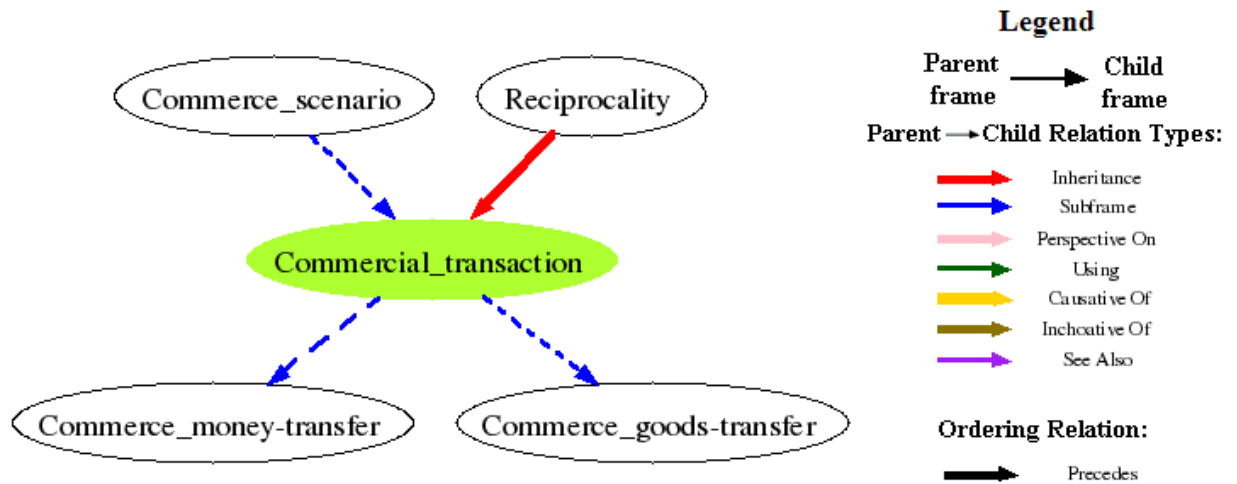 Legend
Parent frame
Child frame
Parent Child Relation Types:
Inheritance
Subframe
Perspective On
Using
Causative Of
Inchoative Of
See Also
Ordering Relation:
Precedes
Commerce_scenario
Reciprocality
Commercial_transaction
Commerce_money-transfer
Commerce_goods-transfer